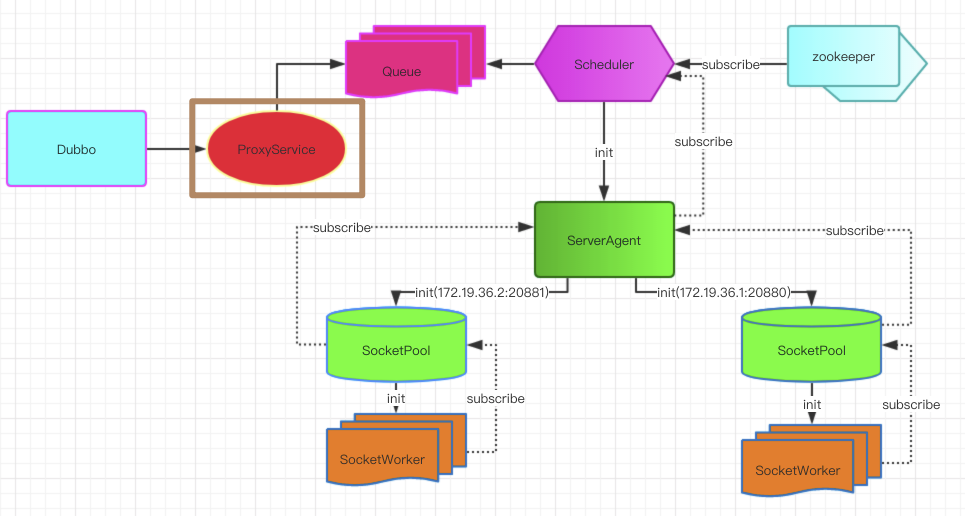 Queue
Scheduler
subscribe
zookeeper
Dubbo
ProxyService
init
subscribe
subscribe
ServerAgent
subscribe
init(172.19.36.2:20881)
init(172.19.36.1:20880)
SocketPool
SocketPool
init
subscribe
init
subscribe
SocketWorker
SocketWorker